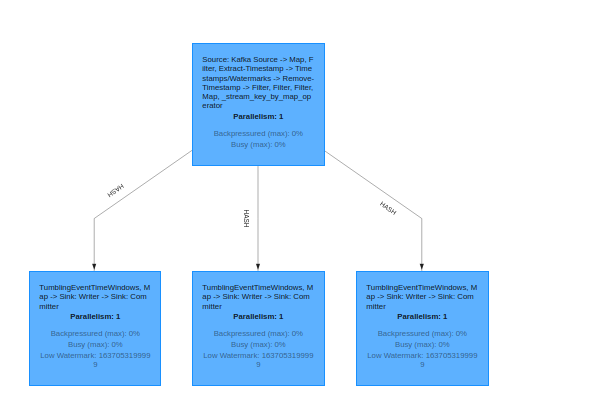 Source: Kafka Source -> Map, F
ilter, Extract-Timestamp -> Time
stamps/Watermarks -> Remove-
Timestamp -> Filter, Filter, Filter,
Map, _stream_key_by_map_op
erator
Parallelism: 1
Backpressured (max): 0%
Busy (max): 0%
HASH
HASH
HASH
TumblingEventTimeWindows, M
ap -> Sink: Writer -> Sink: Com
mitter
Parallelism: 1
Backpressured (max): 0%
Busy (max): 0%
Low Watermark: 163705319999
9
TumblingEventTimeWindows, M
ap -> Sink: Writer -> Sink: Com
mitter
Parallelism: 1
Backpressured (max): 0%
Busy (max): 0%
Low Watermark: 163705319999
9
TumblingEventTimeWindows, M
ap -> Sink: Writer -> Sink: Com
mitter
Parallelism: 1
Backpressured (max): 0%
Busy (max): 0%
Low Watermark: 163705319999
9